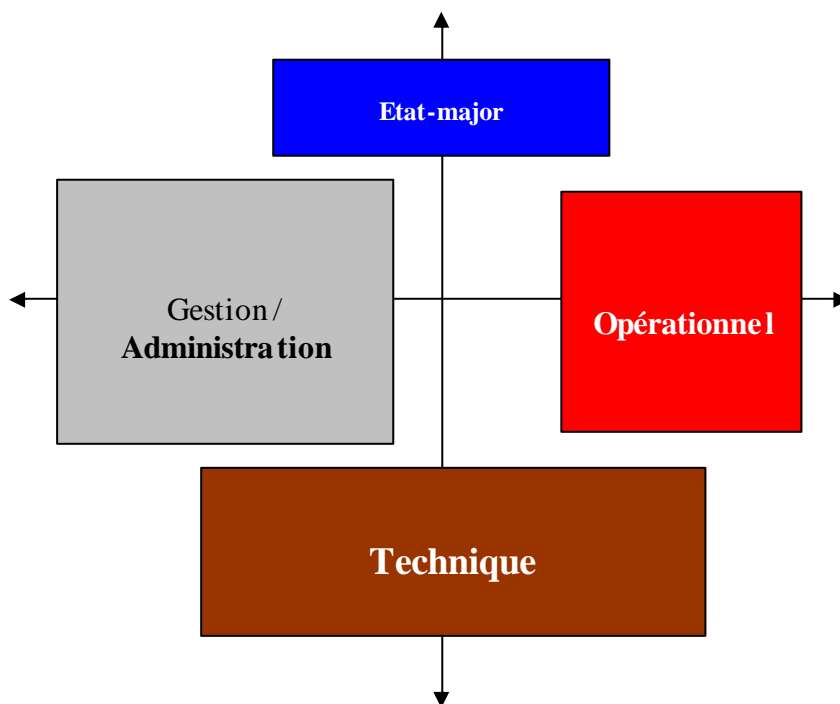 Etat-major
Gestion/
Administration
Opérationnel
Technique